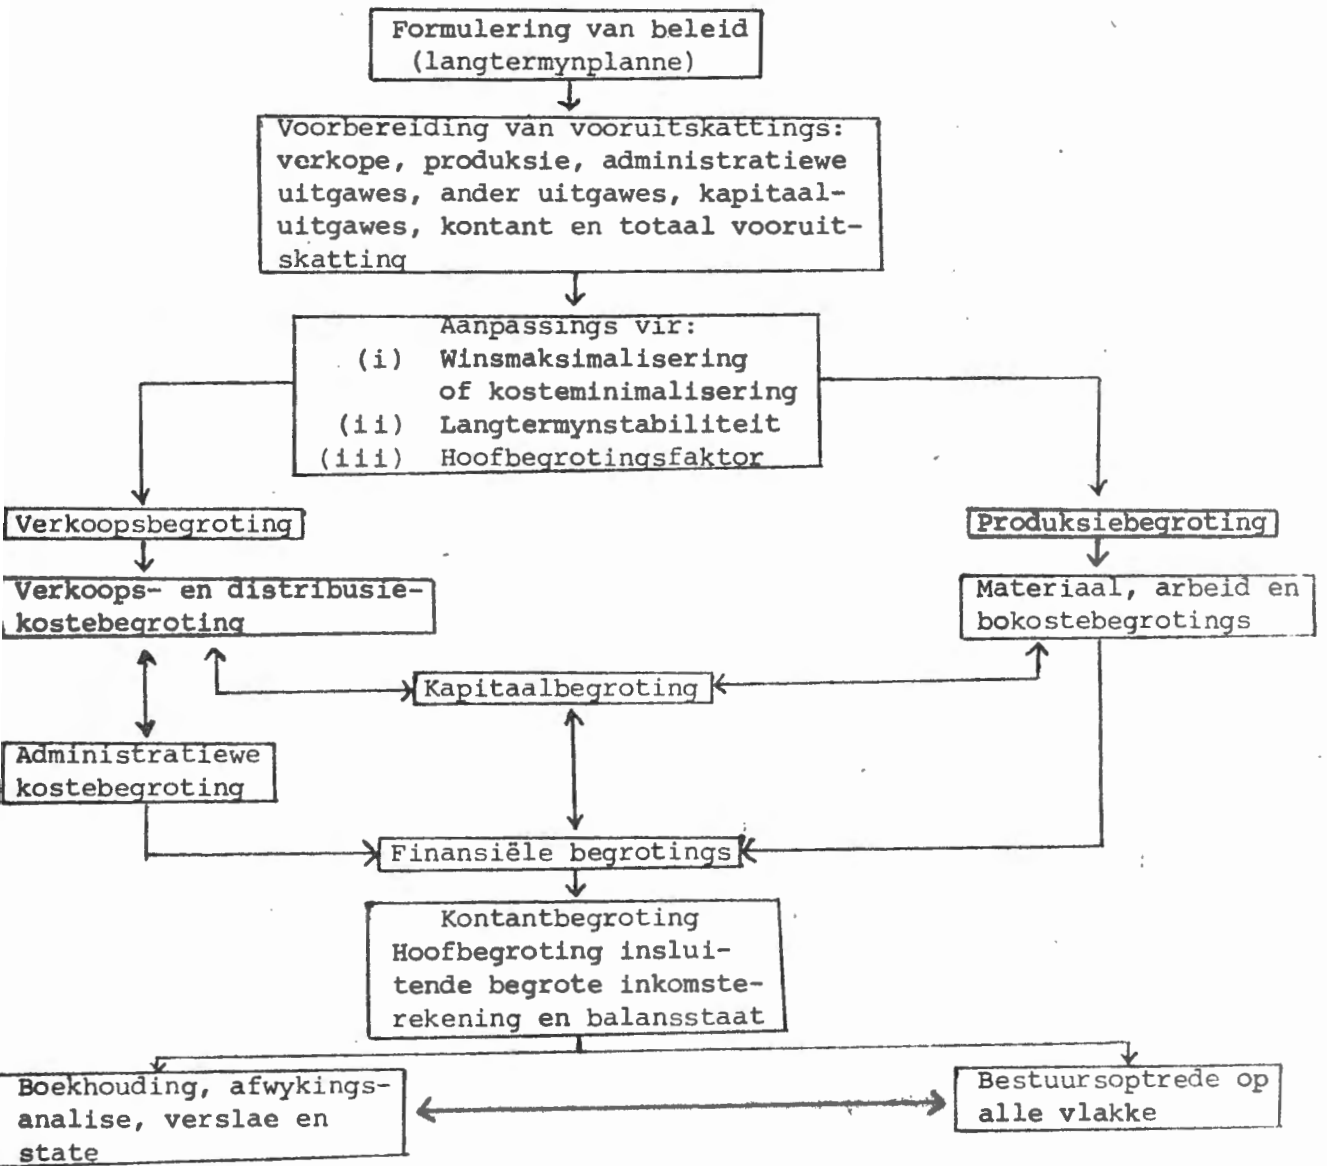 Formulering van beleid
(langtermynplanne)
Voorbereiding van vooruitskattings:
verkope, produksie, administratiewe
uitgawes, ander uitgawes, kapitaal-
uitgawes, kontant en totaal vooruit-
skatting
Aanpassings vir:
(i) Winsmaksimalisering
of kosteminimalisering
(ii) Langtermynstabiliteit
(iii) Hoofbegrotingsfaktor
Verkoopsbegroting
Produksiebegroting
Verkoops- en distribusie-
kostebegroting
Materiaal, arbeid en
bokostebegrotings
Kapitaalbegroting
Administratiewe
kostebegroting
Finansiële begrotings
Kontantbegroting
Hoofbegroting inslui-
tende begrote inkomste-
rekening en balansstaat
Boekhouding, afwykings-
analise, verslae en
state
Bestuursoptrede op
alle vlakke